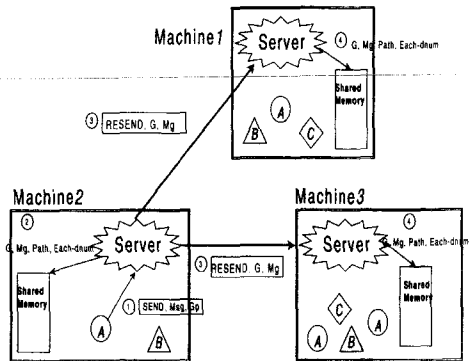 Machine1
Server
④ G, Mg, Path, Each-dnum
Shared
Memory
A
B
C
③ RESEND, G, Mg
Machine2
②
G, Mg, Path, Each-dnum
Server
Shared
Memory
① SEND, Msg, Gp
A
B
③ RESEND, G, Mg
Machine3
④
G, Mg, Path, Each-dnum
Server
Shared
Memory
C
A
B
A